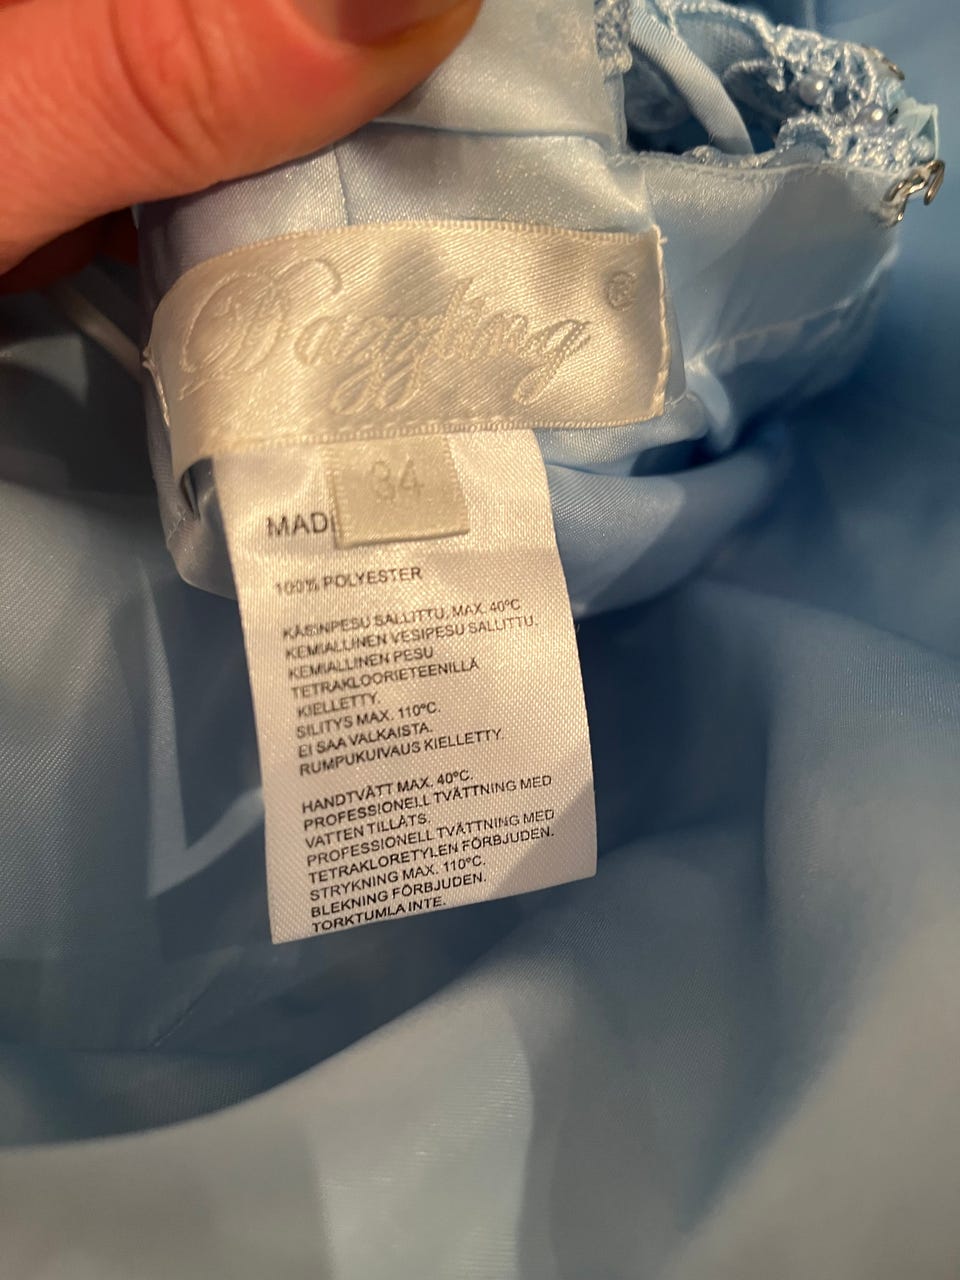 Dazzling®
34
MAD
100% POLYESTER
KÄSINPESU SALLITTU, MAX. 40°C
KEMIALLINEN VESIPESU SALLITTU.
KEMIALLINEN PESU
TETRAKLOORIETEENILLÄ
KIELLETTY.
SILITYS MAX. 110°C.
EI SAA VALKAISTA.
RUMPUKUIVAUS KIELLETTY.
HANDTVÄTT MAX. 40°C.
PROFESSIONELL TVÄTTNING MED
VATTEN TILLÅTS.
PROFESSIONELL TVÄTTNING MED
TETRAKLORETYLEN FÖRBJUDEN.
STRYKNING MAX. 110°C.
BLEKNING FÖRBJUDEN.
TORKTUMLA INTE.